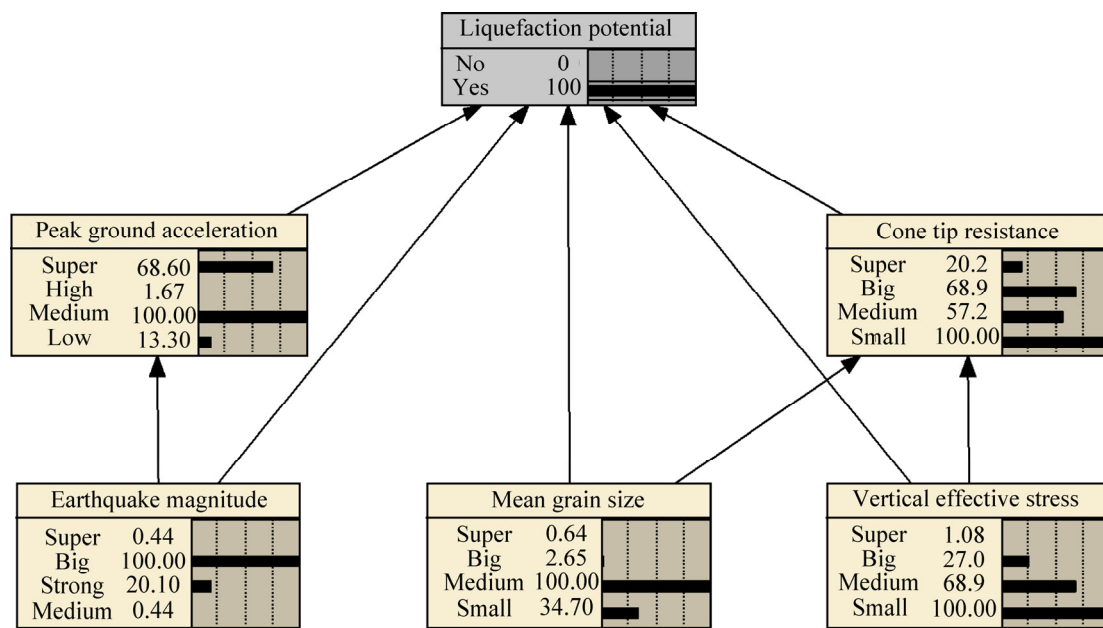 Liquefaction potential
No 0
Yes 100
Peak ground acceleration
Super 68.60
High 1.67
Medium 100.00
Low 13.30
Cone tip resistance
Super 20.2
Big 68.9
Medium 57.2
Small 100.00
Earthquake magnitude
Super 0.44
Big 100.00
Strong 20.10
Medium 0.44
Mean grain size
Super 0.64
Big 2.65
Medium 100.00
Small 34.70
Vertical effective stress
Super 1.08
Big 27.0
Medium 68.9
Small 100.00